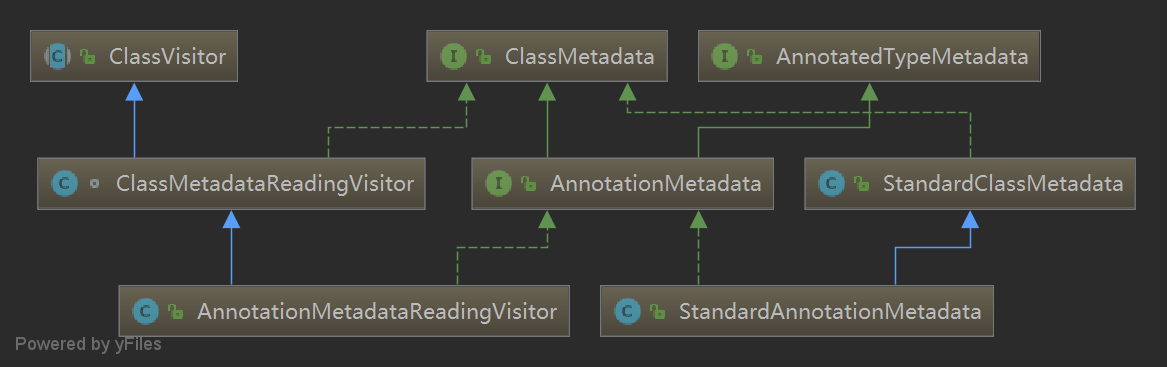 ClassVisitor
ClassMetadata
AnnotatedTypeMetadata
ClassMetadataReadingVisitor
AnnotationMetadata
StandardClassMetadata
AnnotationMetadataReadingVisitor
StandardAnnotationMetadata
Powered by yFiles